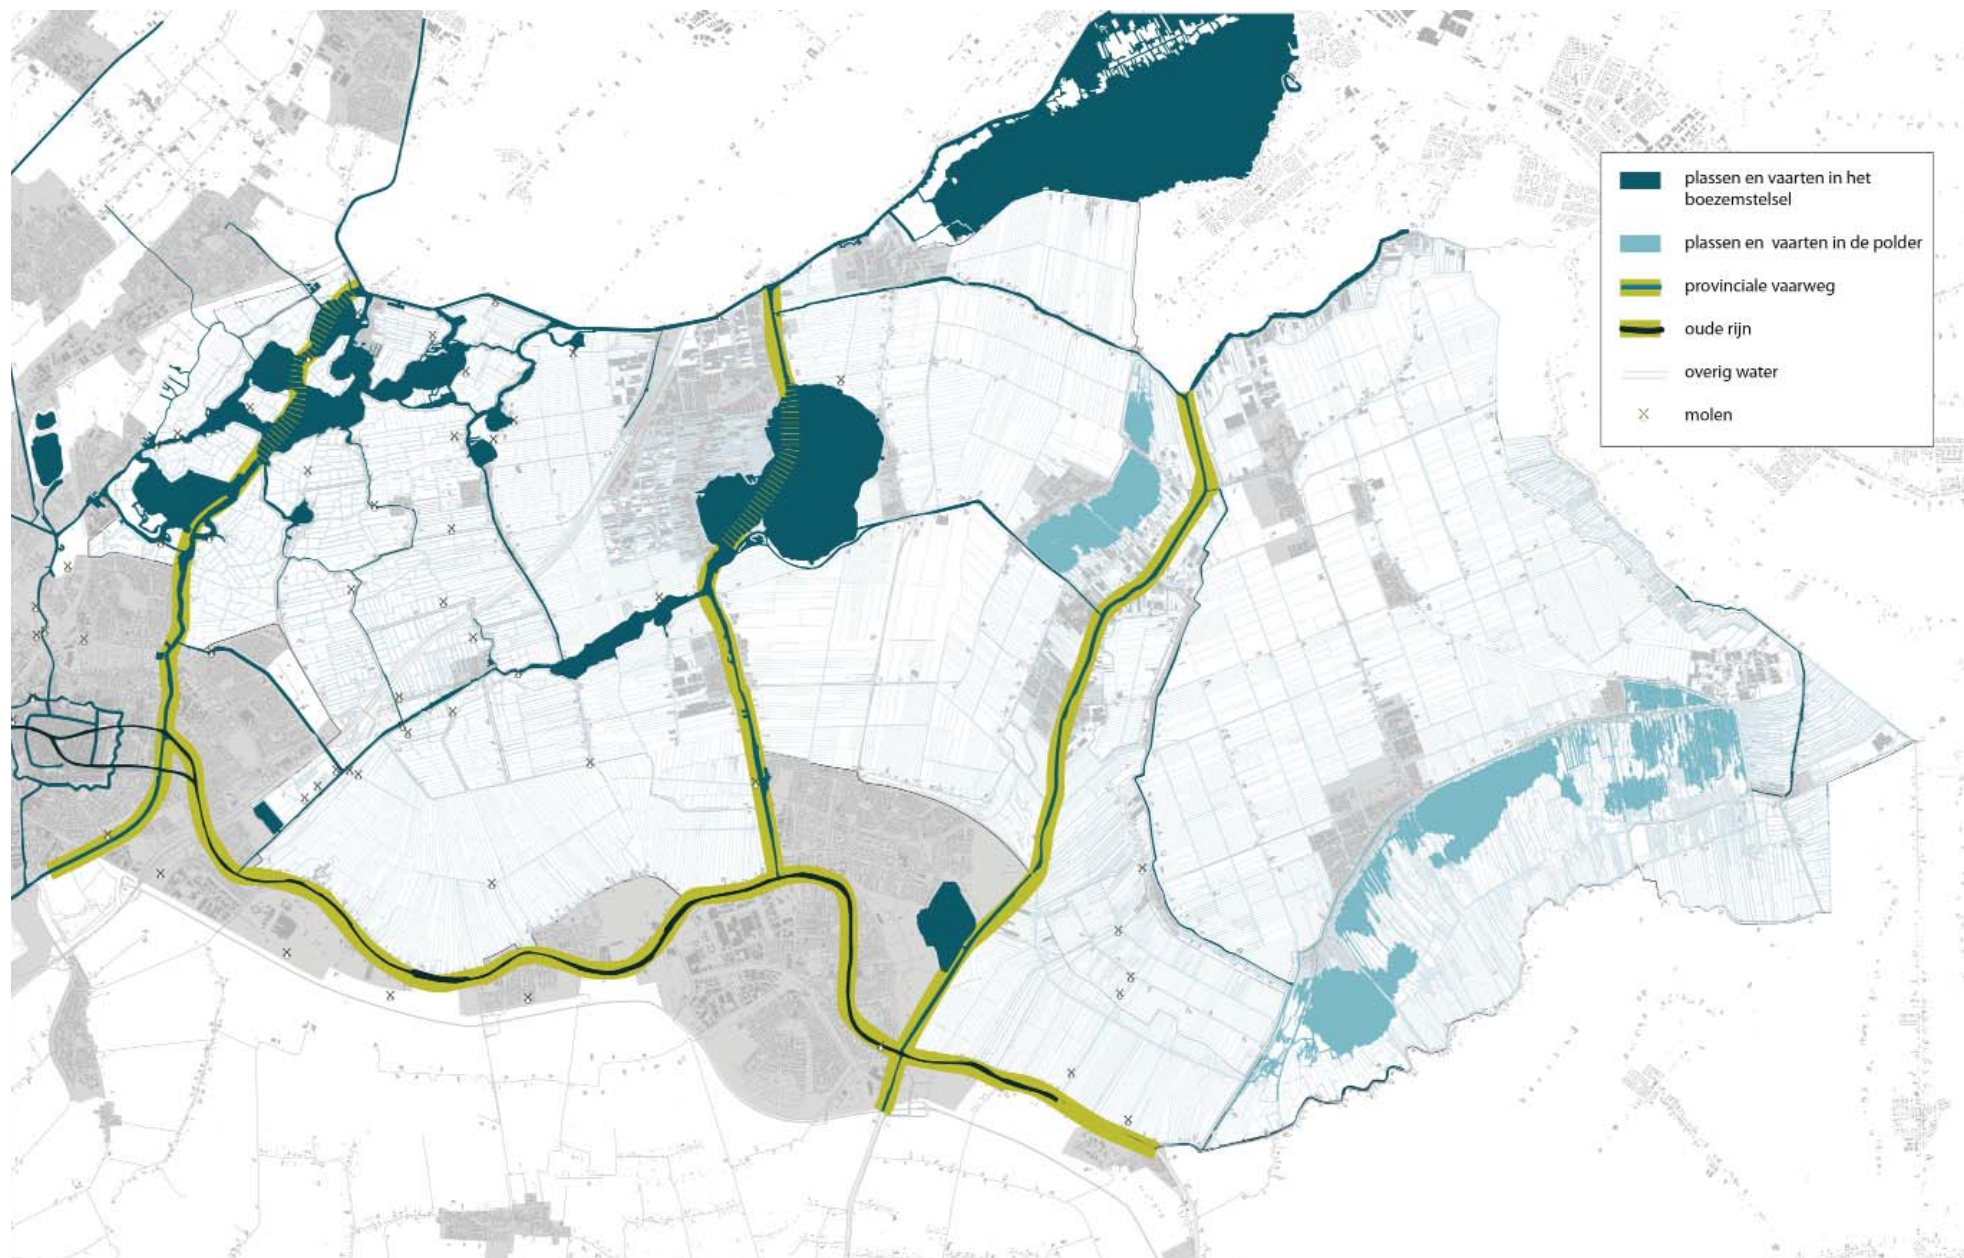 plassen en vaarten in het
boezemstelsel
plassen en vaarten in de polder
provinciale vaarweg
oude rijn
overig water
molen